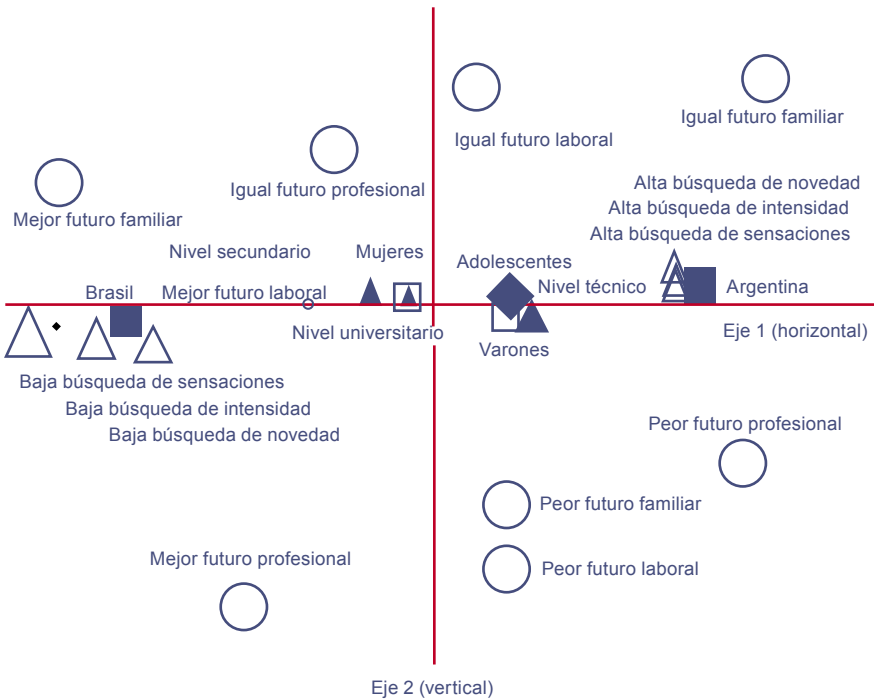 Igual futuro familiar
Igual futuro laboral
Igual futuro profesional
Mejor futuro familiar
Alta búsqueda de novedad
Alta búsqueda de intensidad
Alta búsqueda de sensaciones
Nivel secundario
Mujeres
Adolescentes
Brasil
Mejor futuro laboral
Nivel técnico
Argentina
Nivel universitario
Varones
Eje 1 (horizontal)
Baja búsqueda de sensaciones
Baja búsqueda de intensidad
Baja búsqueda de novedad
Peor futuro profesional
Peor futuro familiar
Mejor futuro profesional
Peor futuro laboral
Eje 2 (vertical)